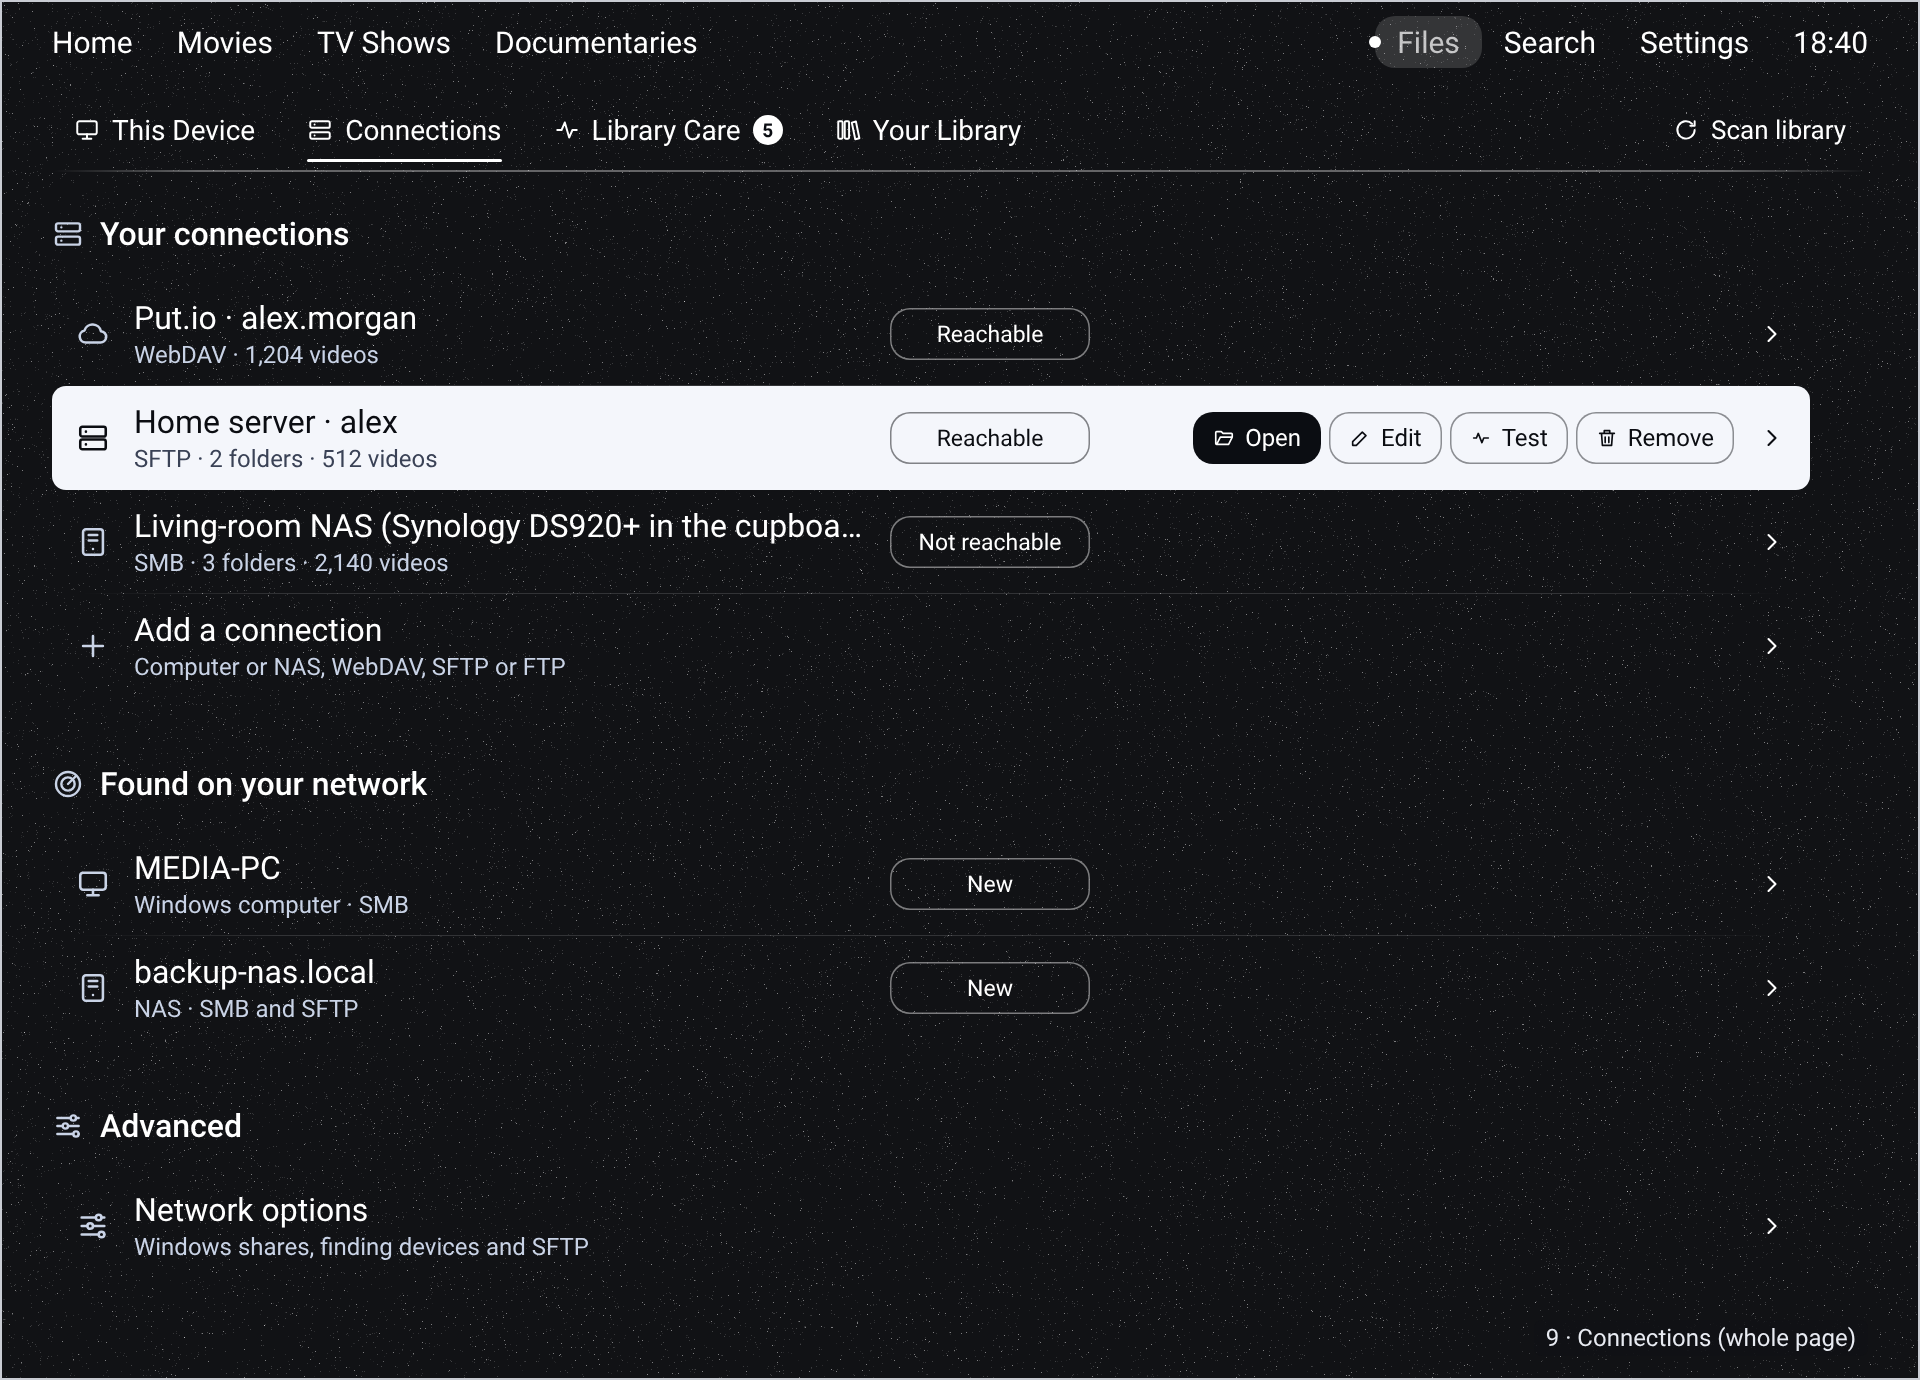 Home Movies TV Shows Documentaries Files Search Settings 18:40
This Device Connections Library Care 5 Your Library Scan library
Your connections
Put.io · alex.morgan
WebDAV · 1,204 videos
Reachable
Home server · alex
SFTP · 2 folders · 512 videos
Reachable Open Edit Test Remove
Living-room NAS (Synology DS920+ in the cupboa…
SMB · 3 folders · 2,140 videos
Not reachable
Add a connection
Computer or NAS, WebDAV, SFTP or FTP
Found on your network
MEDIA-PC
Windows computer · SMB
New
backup-nas.local
NAS · SMB and SFTP
New
Advanced
Network options
Windows shares, finding devices and SFTP
9 · Connections (whole page)